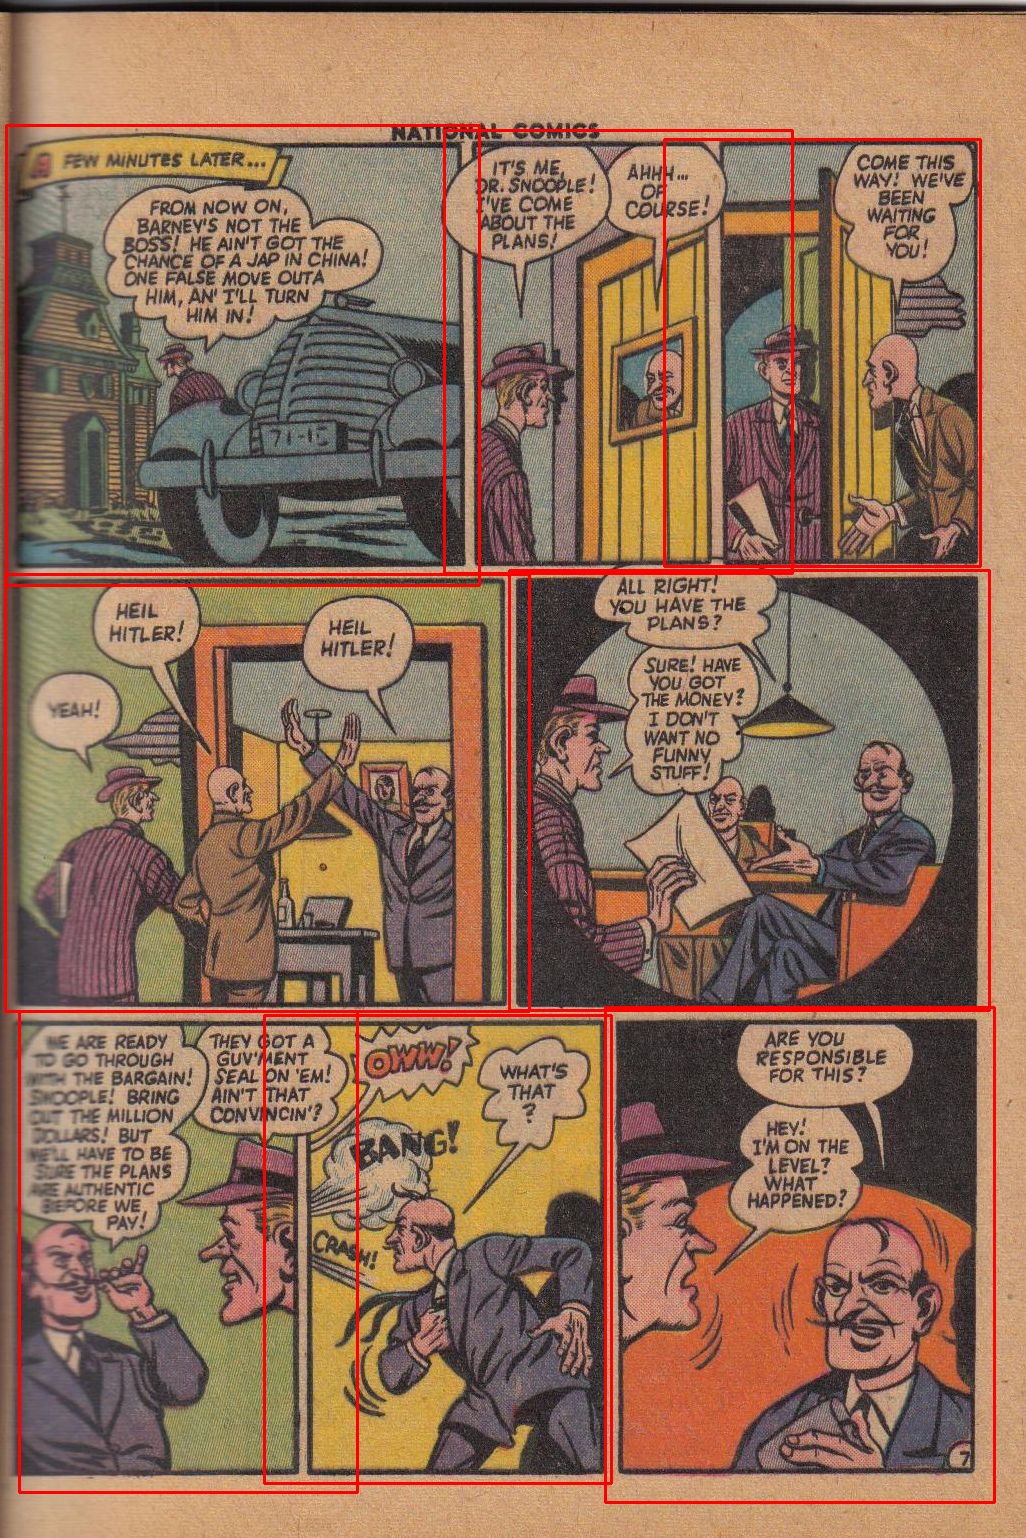 NATIONAL COMICS
A FEW MINUTES LATER...
FROM NOW ON,
BARNEY'S NOT THE
BOSS! HE AIN'T GOT THE
CHANCE OF A JAP IN CHINA!
ONE FALSE MOVE OUTA
HIM, AN' I'LL TURN
HIM IN!
71-15
IT'S ME,
DR. SNOOPLE!
I'VE COME
ABOUT THE
PLANS!
AHHH...
OF
COURSE!
COME THIS
WAY! WE'VE
BEEN
WAITING
FOR
YOU!
HEIL
HITLER!
HEIL
HITLER!
YEAH!
ALL RIGHT!
YOU HAVE THE
PLANS?
SURE! HAVE
YOU GOT
THE MONEY?
I DON'T
WANT NO
FUNNY
STUFF!
WE ARE READY
TO GO THROUGH
WITH THE BARGAIN!
SNOOPLE! BRING
OUT THE MILLION
DOLLARS! BUT
WE'LL HAVE TO BE
SURE THE PLANS
ARE AUTHENTIC
BEFORE WE
PAY!
THEY GOT A
GUV'MENT
SEAL ON 'EM!
AIN'T THAT
CONVINCIN'?
OWW!
WHAT'S
THAT
?
BANG!
CRASH!
ARE YOU
RESPONSIBLE
FOR THIS?
HEY!
I'M ON THE
LEVEL?
WHAT
HAPPENED?
7